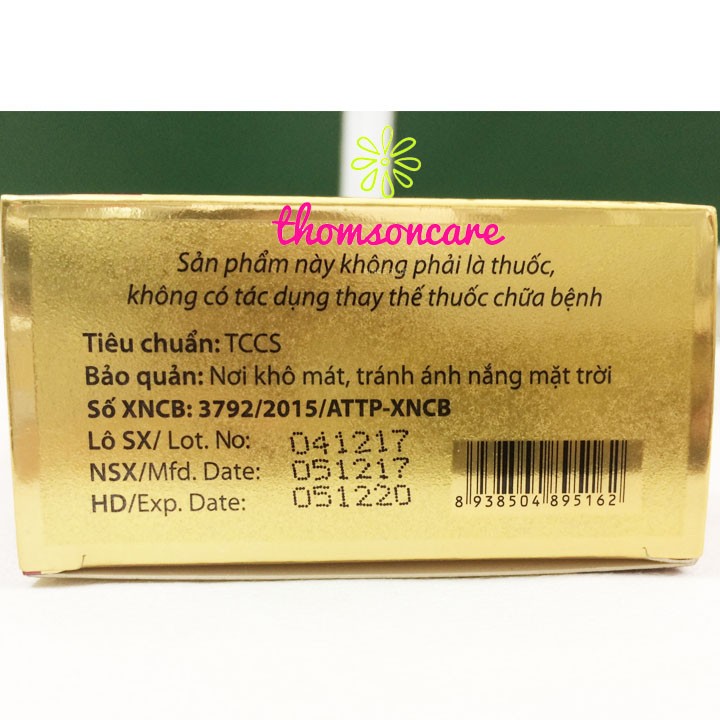 thomsoncare
Sản phẩm này không phải là thuốc,
không có tác dụng thay thế thuốc chữa bệnh
Tiêu chuẩn: TCCS
Bảo quản: Nơi khô mát, tránh ánh nắng mặt trời
Số XNCB: 3792/2015/ATTP-XNCB
Lô SX/ Lot. No: 041217
NSX/Mfd. Date: 051217
HD/Exp. Date: 051220
8 938504 895162